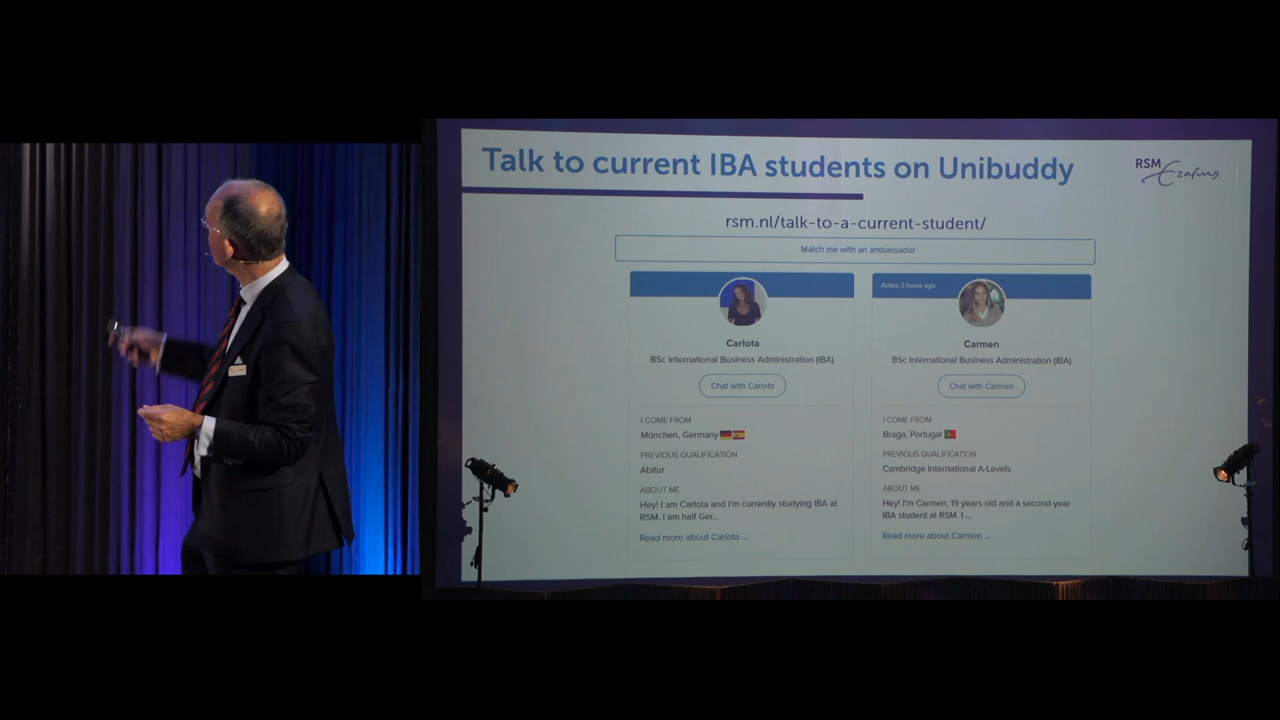 Talk to current IBA students on Unibuddy
RSM
Erasmus
rsm.nl/talk-to-a-current-student/
Match me with an ambassador
Carlota
BSc International Business Administration (IBA)
Chat with Carlota
I COME FROM
München, Germany
PREVIOUS QUALIFICATION
Abitur
ABOUT ME
Hey! I am Carlota and I'm currently studying IBA at
RSM. I am half Ger...
Read more about Carlota ...
Active 2 hours ago
Carmen
BSc International Business Administration (IBA)
Chat with Carmen
I COME FROM
Braga, Portugal
PREVIOUS QUALIFICATION
Cambridge International A-Levels
ABOUT ME
Hey! I'm Carmen, 19 years old and a second-year
IBA student at RSM. I ...
Read more about Carmen ...